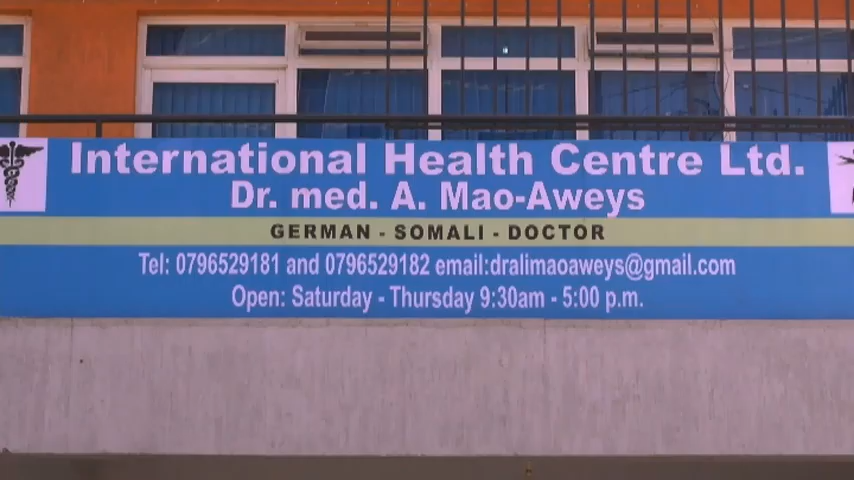 International Health Centre Ltd.
Dr. med. A. Mao-Aweys
GERMAN - SOMALI - DOCTOR
Tel: 0796529181 and 0796529182 email:dralimaoaweys@gmail.com
Open: Saturday - Thursday 9:30am - 5:00 p.m.